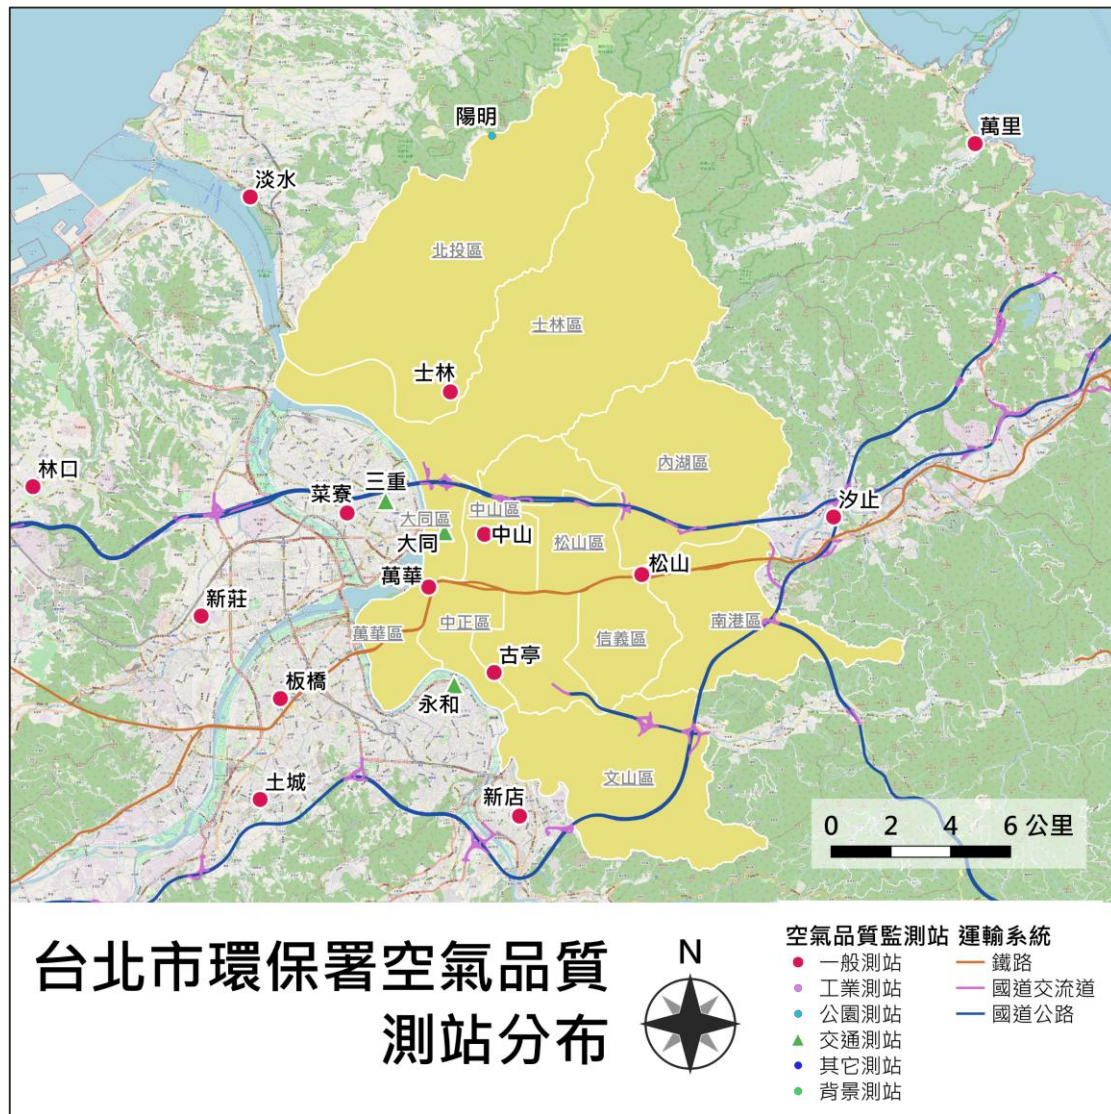 陽明
萬里
淡水
北投區
士林區
士林
內湖區
林口
三重
菜寮
中山區
大同區
大同
中山
松山區
汐止
萬華
松山
新莊
萬華區
中正區
信義區
南港區
古亭
板橋
永和
文山區
土城
新店
0 2 4 6 公里
台北市環保署空氣品質
測站分布
N
空氣品質監測站 運輸系統
一般測站 鐵路
工業測站 國道交流道
公園測站 國道公路
交通測站
其它測站
背景測站